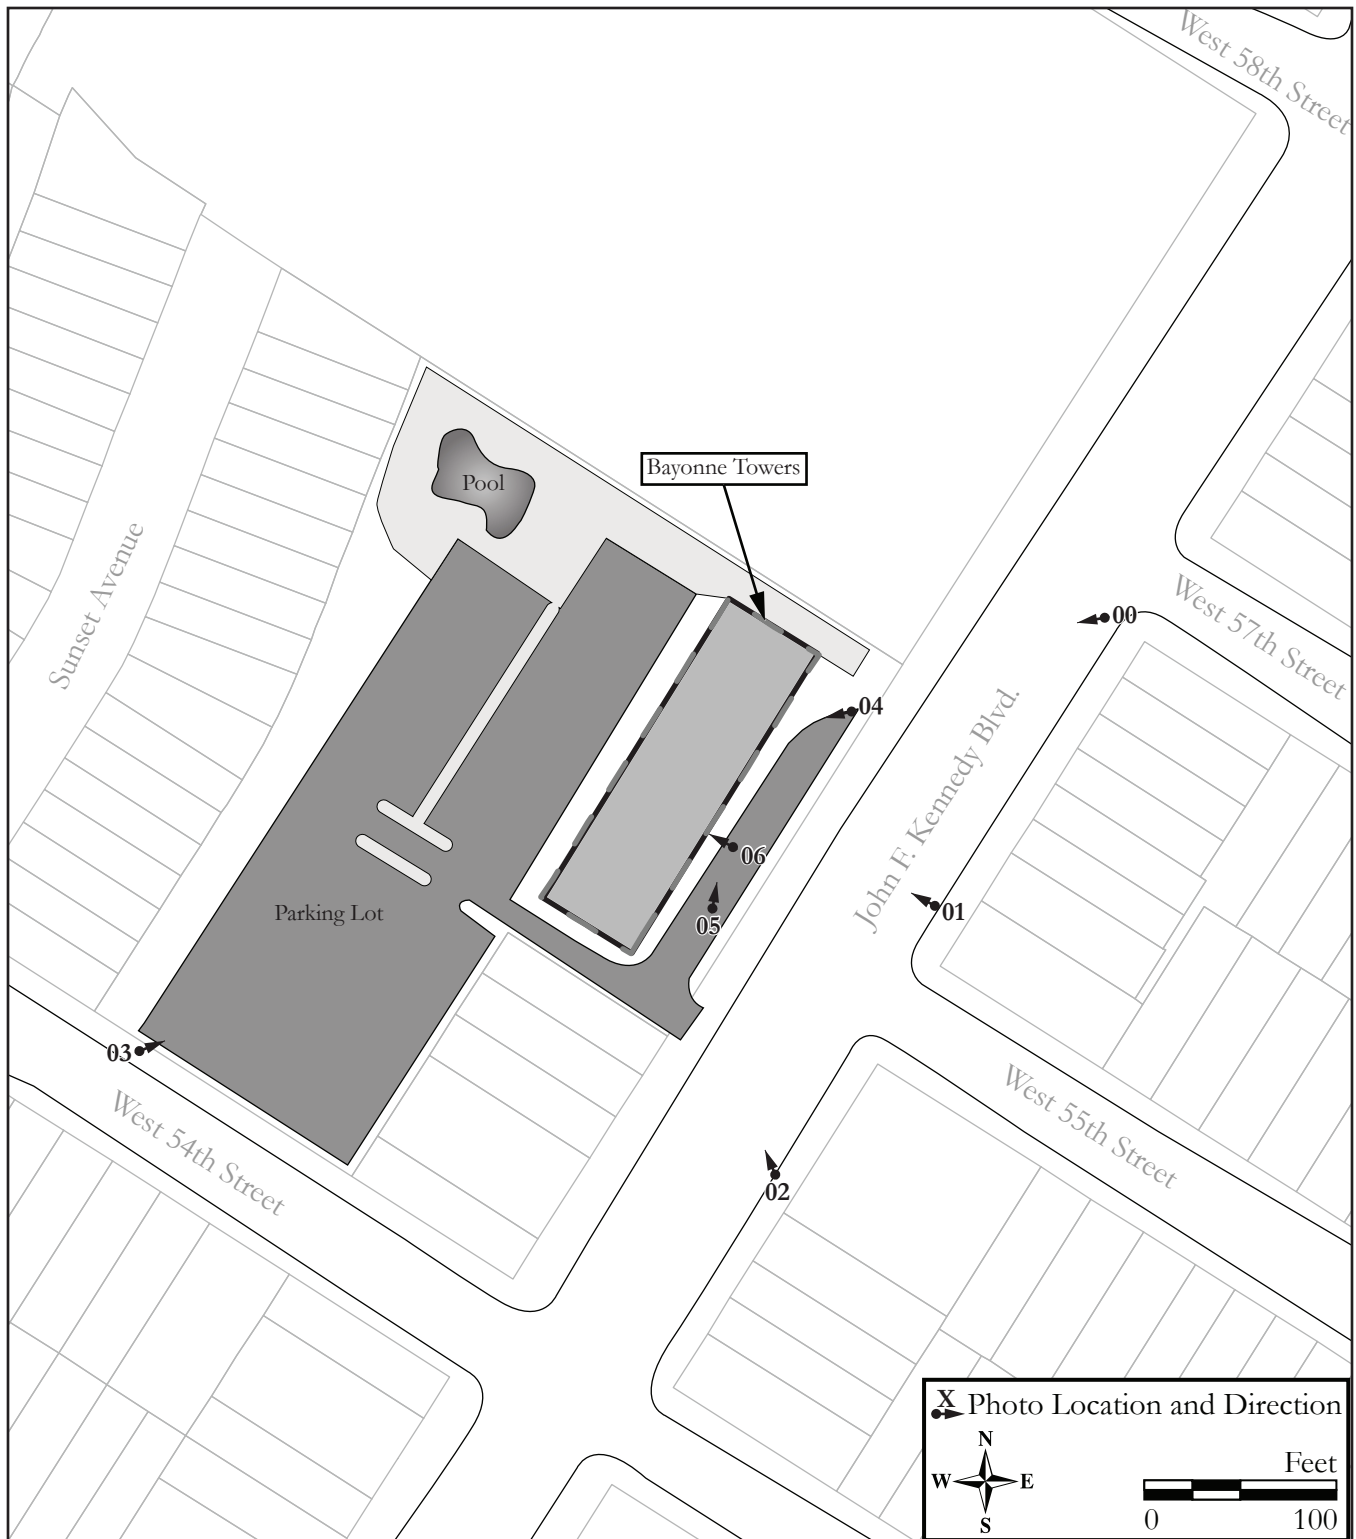 West 58th Street
Bayonne Towers
Pool
Sunset Avenue
West 57th Street
00
04
John F. Kennedy Blvd.
06
01
05
Parking Lot
03
West 54th Street
West 55th Street
02
X
Photo Location and Direction
N
W
E
S
Feet
0
100